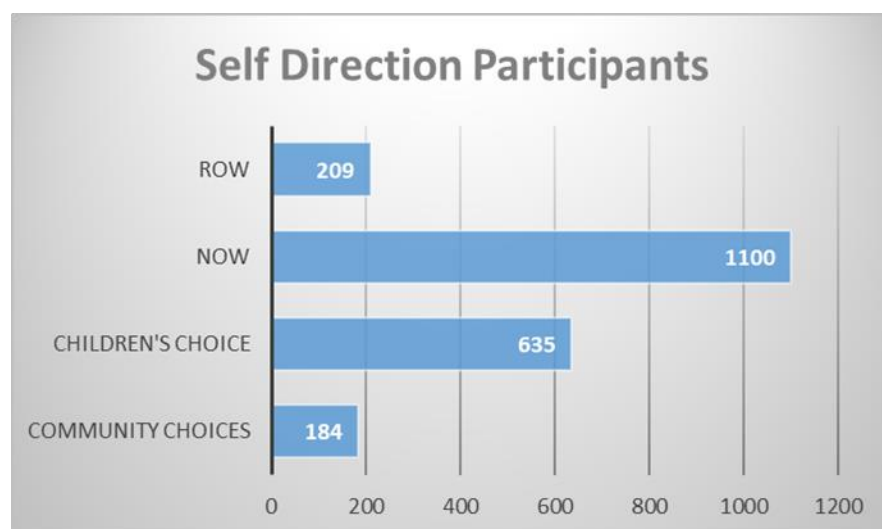 Self Direction Participants
ROW
209
NOW
1100
CHILDREN'S CHOICE
635
COMMUNITY CHOICES
184
0 200 400 600 800 1000 1200